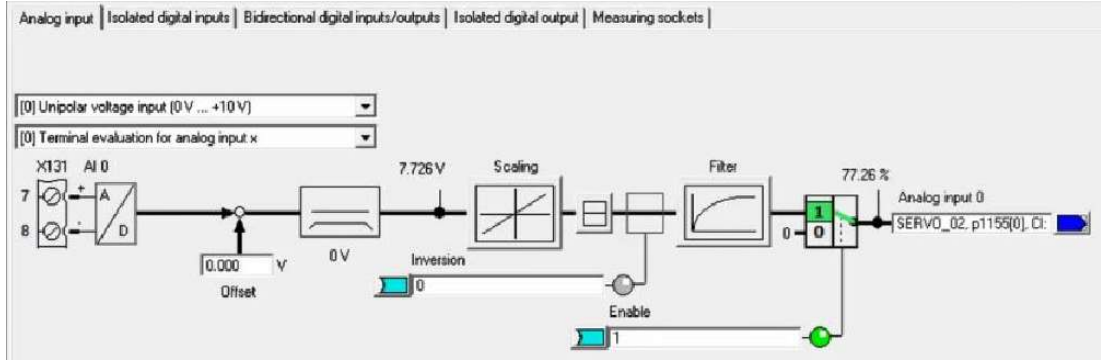 Analog input Isolated digital inputs Bidirectional digital inputs/outputs Isolated digital output Measuring sockets
[0] Unipolar voltage input (0 V ... +10 V)
[0] Terminal evaluation for analog input x
X131 AI 0
7.726 V
Scaling
Filter
77.26 %
7
+
A
Analog input 0
8
-
D
1
0
0
SERVO_02, p1155[0], CI:
0.000 V
0 V
Offset
Inversion
0
Enable
1